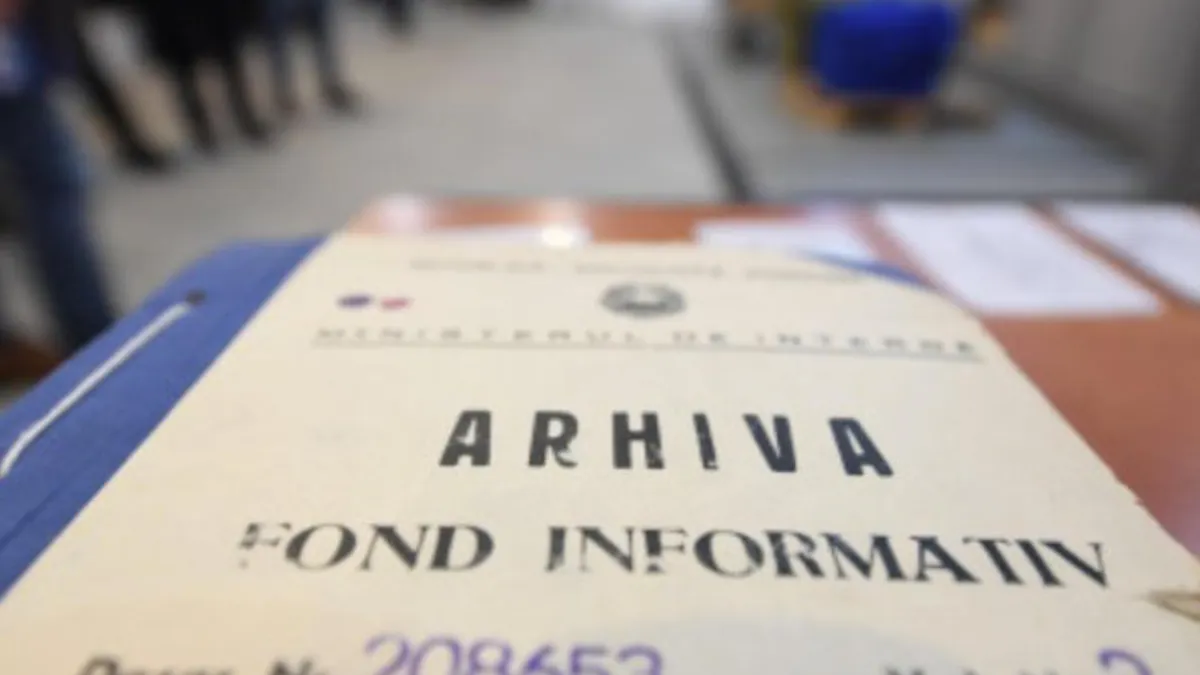 MINISTERUL DE INTERNE
ARHIVA
FOND INFORMATIV
208653